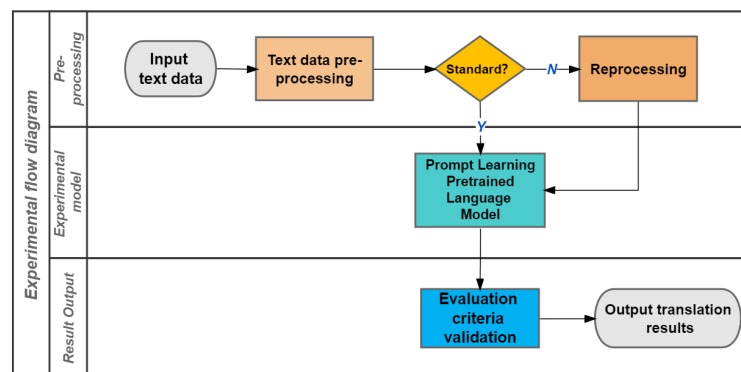 Experimental flow diagram
Pre-
processing
Input
text data
Text data pre-
processing
Standard?
N
Reprocessing
Y
Experimental
model
Prompt Learning
Pretrained
Language
Model
Result Output
Evaluation
criteria
validation
Output translation
results